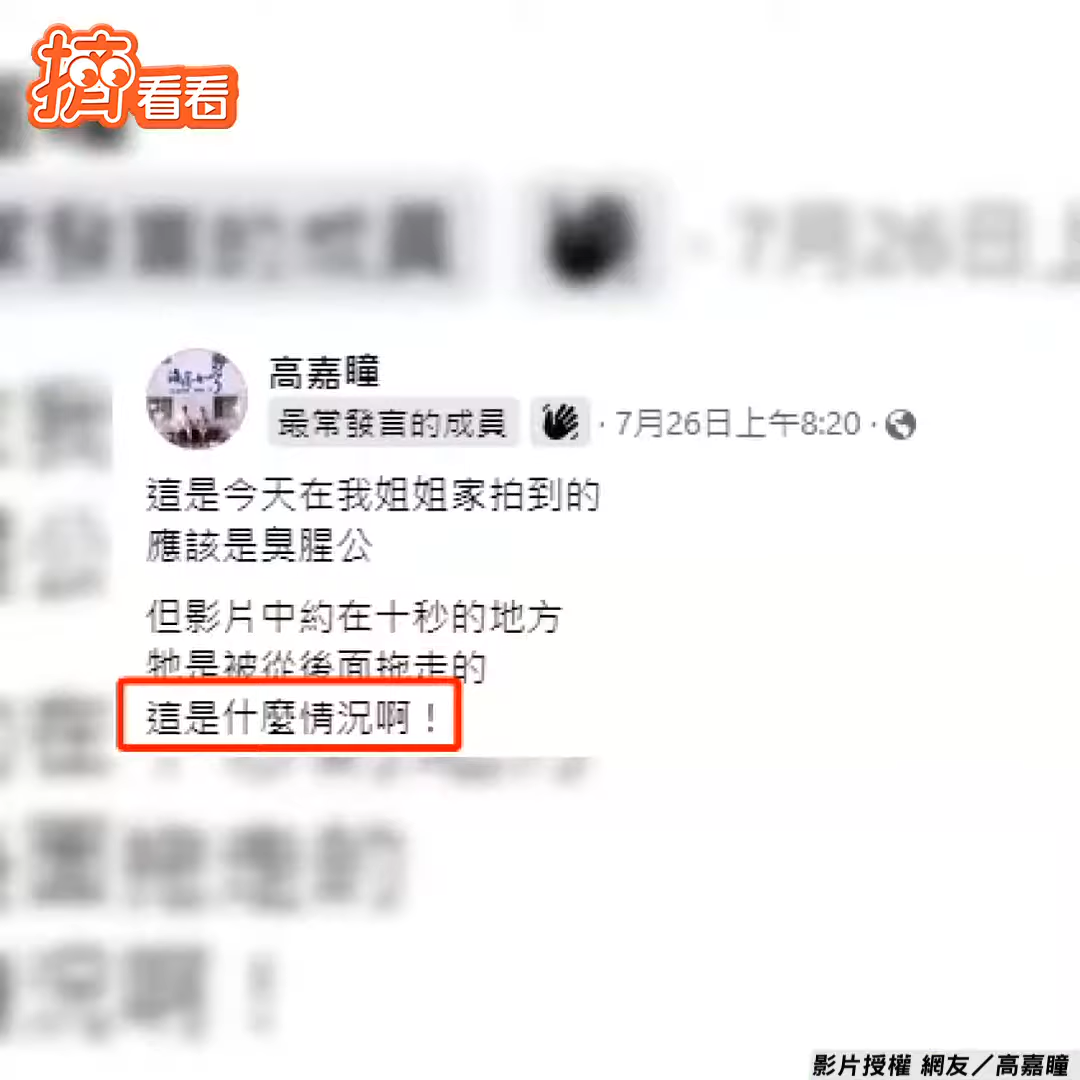 擠看看
高嘉瞳
最常發言的成員
· 7月26日上午8:20 ·
這是今天在我姐姐家拍到的
應該是臭腥公
但影片中約在十秒的地方
牠是被從後面拖走的
這是什麼情況啊！
影片授權 網友／高嘉瞳